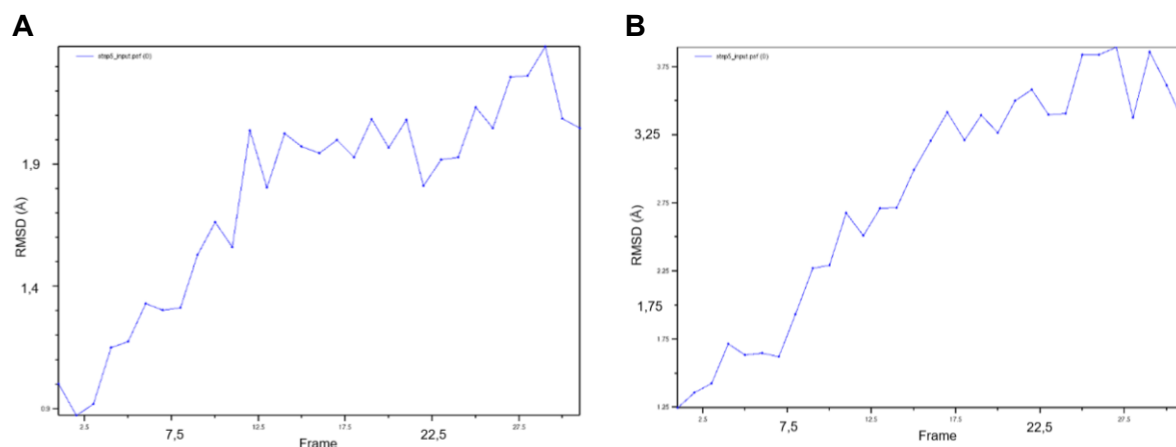 A
B
step5_input.psf (0)
step5_input.psf (0)
RMSD (Å)
1,9
1,4
0.9
2.5
7,5
12.5
17.5
22,5
27.5
Frame
RMSD (Å)
3.75
3,25
2.75
2.25
1,75
1.75
1.25
2.5
7,5
12.5
17.5
22,5
27.5
Frame